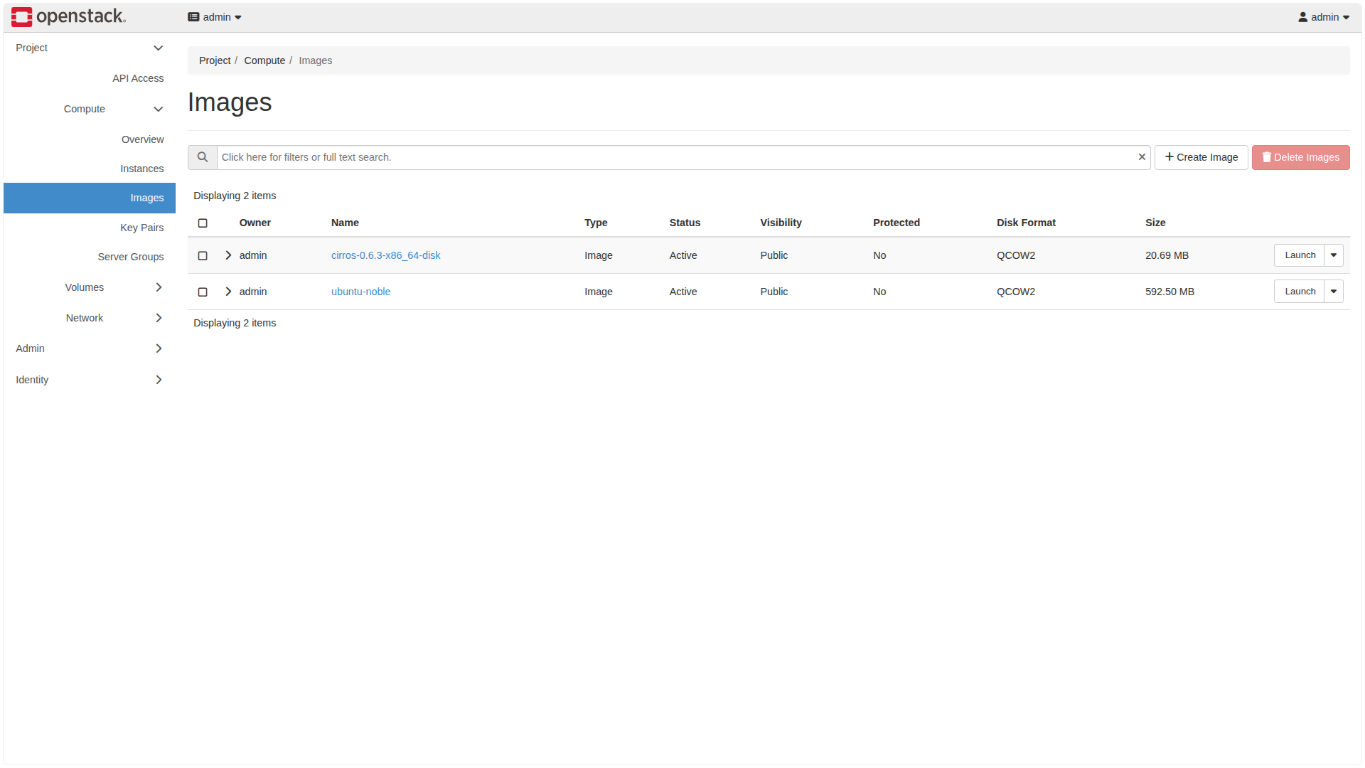 openstack.
admin
admin
Project
API Access
Compute
Overview
Instances
Images
Key Pairs
Server Groups
Volumes
Network
Admin
Identity
Project / Compute / Images
Images
Click here for filters or full text search.
Create Image
Delete Images
Displaying 2 items
Owner Name Type Status Visibility Protected Disk Format Size
admin cirros-0.6.3-x86_64-disk Image Active Public No QCOW2 20.69 MB Launch
admin ubuntu-noble Image Active Public No QCOW2 592.50 MB Launch
Displaying 2 items